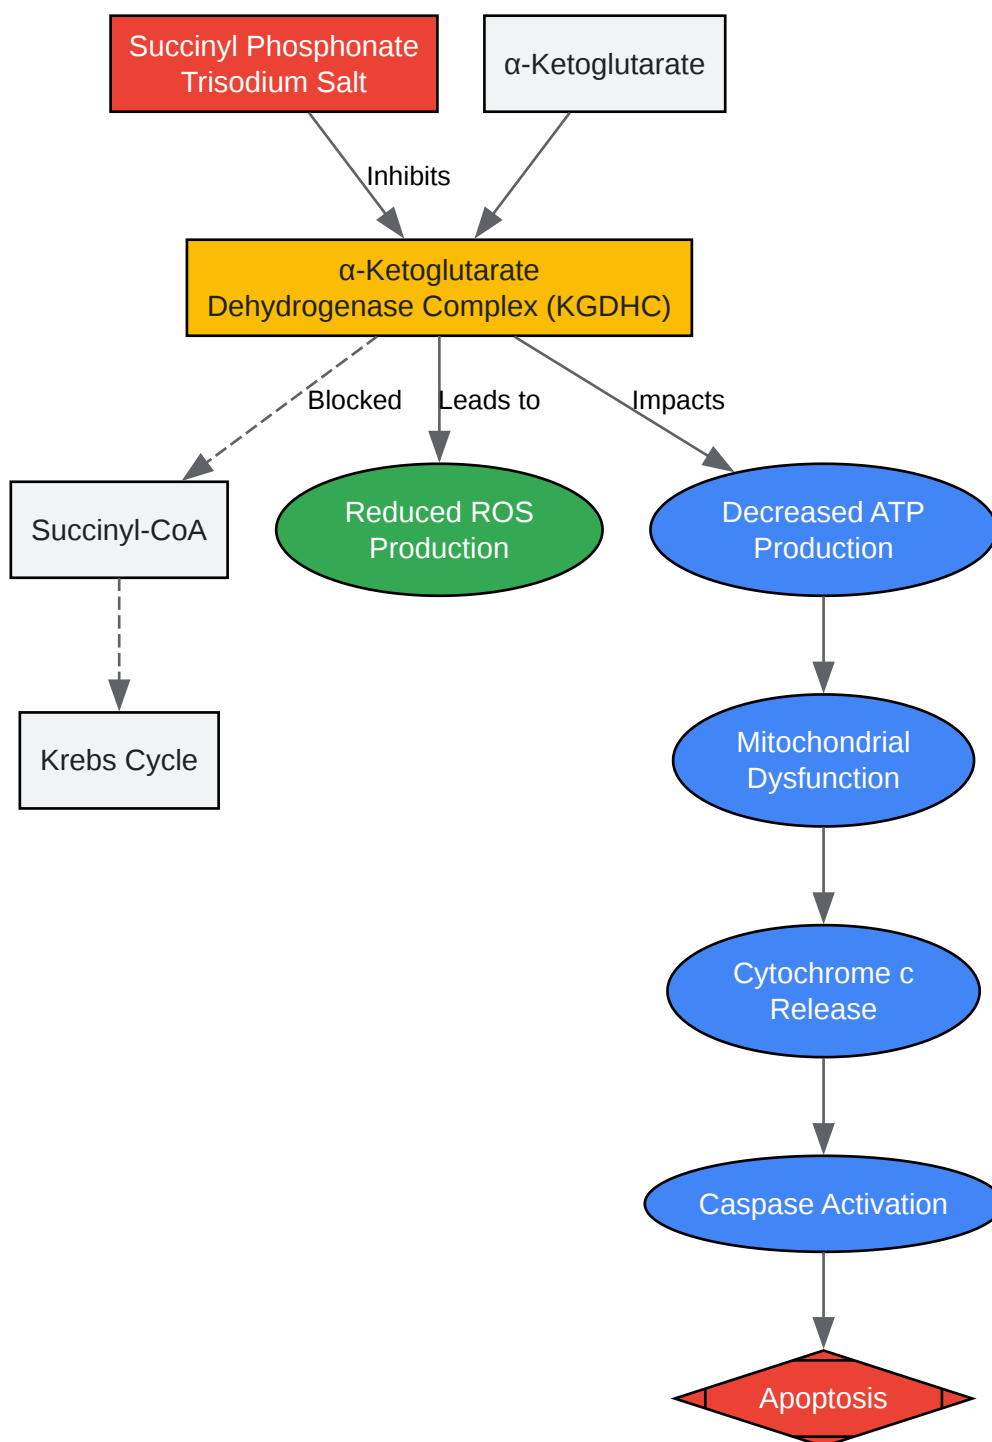 Succinyl Phosphonate
Trisodium Salt
α-Ketoglutarate
Inhibits
α-Ketoglutarate
Dehydrogenase Complex (KGDHC)
Blocked
Leads to
Impacts
Succinyl-CoA
Reduced ROS
Production
Decreased ATP
Production
Krebs Cycle
Mitochondrial
Dysfunction
Cytochrome c
Release
Caspase Activation
Apoptosis